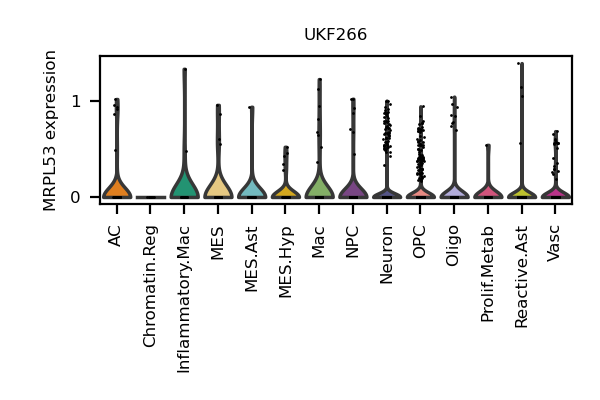 UKF266
MRPL53 expression
1
0
AC
Chromatin.Reg
Inflammatory.Mac
MES
MES.Ast
MES.Hyp
Mac
NPC
Neuron
OPC
Oligo
Prolif.Metab
Reactive.Ast
Vasc